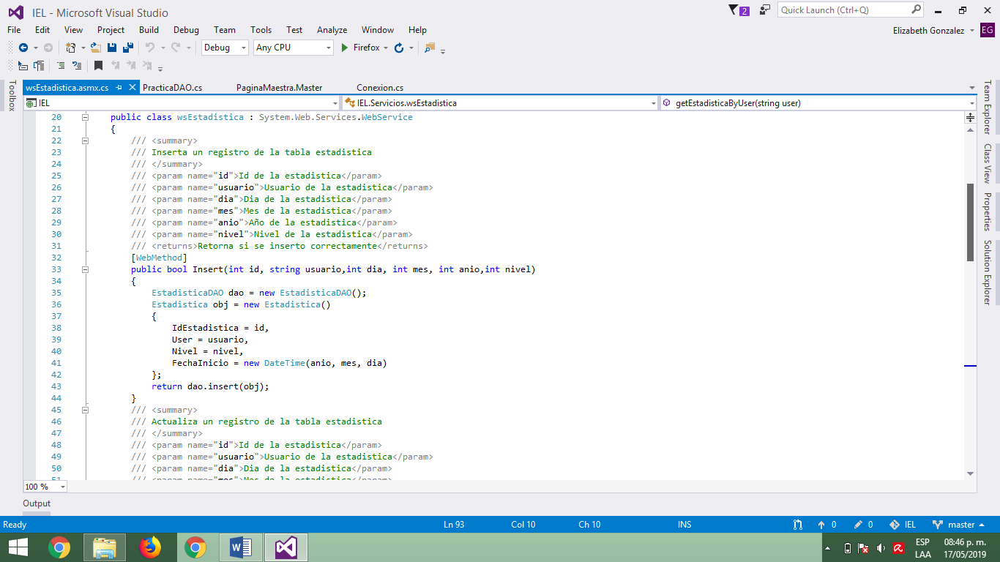 IEL - Microsoft Visual Studio
2
Quick Launch (Ctrl+Q)
File Edit View Project Build Debug Team Tools Test Analyze Window Help
Elizabeth Gonzalez EG
Debug Any CPU Firefox
Toolbox
wsEstadistica.asmx.cs PracticaDAO.cs PaginaMaestra.Master Conexion.cs
IEL IEL.Servicios.wsEstadistica getEstadisticaByUser(string user)
20 public class wsEstadistica : System.Web.Services.WebService
21 {
22 /// <summary>
23 /// Inserta un registro de la tabla estadistica
24 /// </summary>
25 /// <param name="id">Id de la estadistica</param>
26 /// <param name="usuario">Usuario de la estadistica</param>
27 /// <param name="dia">Dia de la estadistica</param>
28 /// <param name="mes">Mes de la estadistica</param>
29 /// <param name="anio">Año de la estadistica</param>
30 /// <param name="nivel">Nivel de la estadistica</param>
31 /// <returns>Retorna si se inserto correctamente</returns>
32 [WebMethod]
33 public bool Insert(int id, string usuario,int dia, int mes, int anio,int nivel)
34 {
35 EstadisticaDAO dao = new EstadisticaDAO();
36 Estadistica obj = new Estadistica()
37 {
38 IdEstadistica = id,
39 User = usuario,
40 Nivel = nivel,
41 FechaInicio = new DateTime(anio, mes, dia)
42 };
43 return dao.insert(obj);
44 }
45 /// <summary>
46 /// Actualiza un registro de la tabla estadistica
47 /// </summary>
48 /// <param name="id">Id de la estadistica</param>
49 /// <param name="usuario">Usuario de la estadistica</param>
50 /// <param name="dia">Dia de la estadistica</param>
51 /// <param name="mes">Mes de la estadistica</param>
Team Explorer
Class View
Properties
Solution Explorer
100 %
Output
Ready Ln 93 Col 10 Ch 10 INS 0 0 IEL master
ESP 08:46 p. m.
LAA 17/05/2019